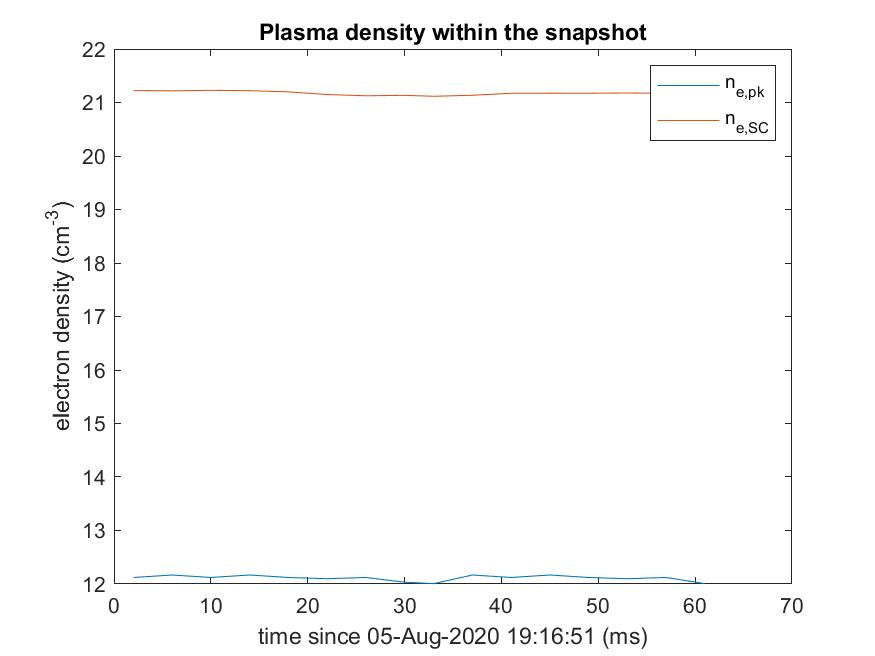 Plasma density within the snapshot
22
21
20
19
18
17
16
15
14
13
12
electron density (cm-3)
n e,pk
n e,SC
0 10 20 30 40 50 60 70
time since 05-Aug-2020 19:16:51 (ms)